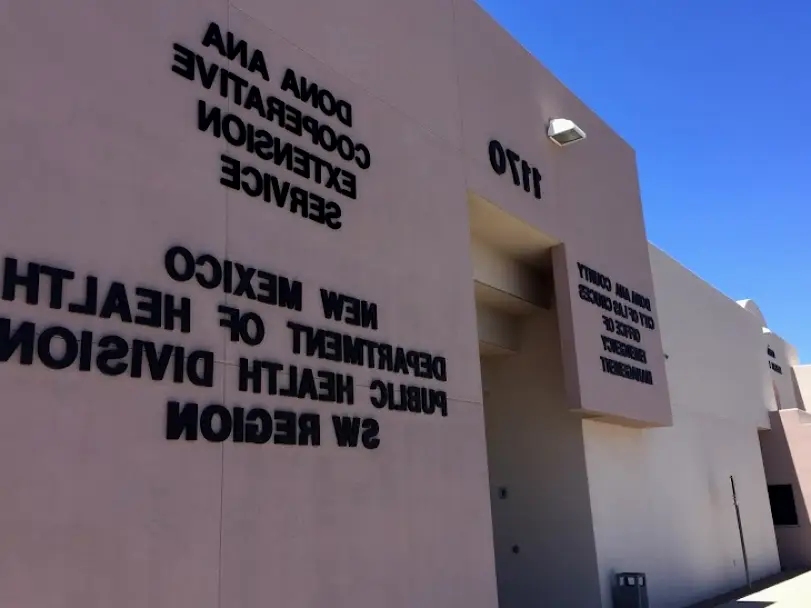 DONA ANA
COOPERATIVE
EXTENSION
SERVICE
NEW MEXICO
DEPARTMENT OF HEALTH
PUBLIC HEALTH DIVISION
SW REGION
1170
DONA ANA COUNTY
CITY OF LAS CRUCES
OFFICE OF
EMERGENCY
MANAGEMENT